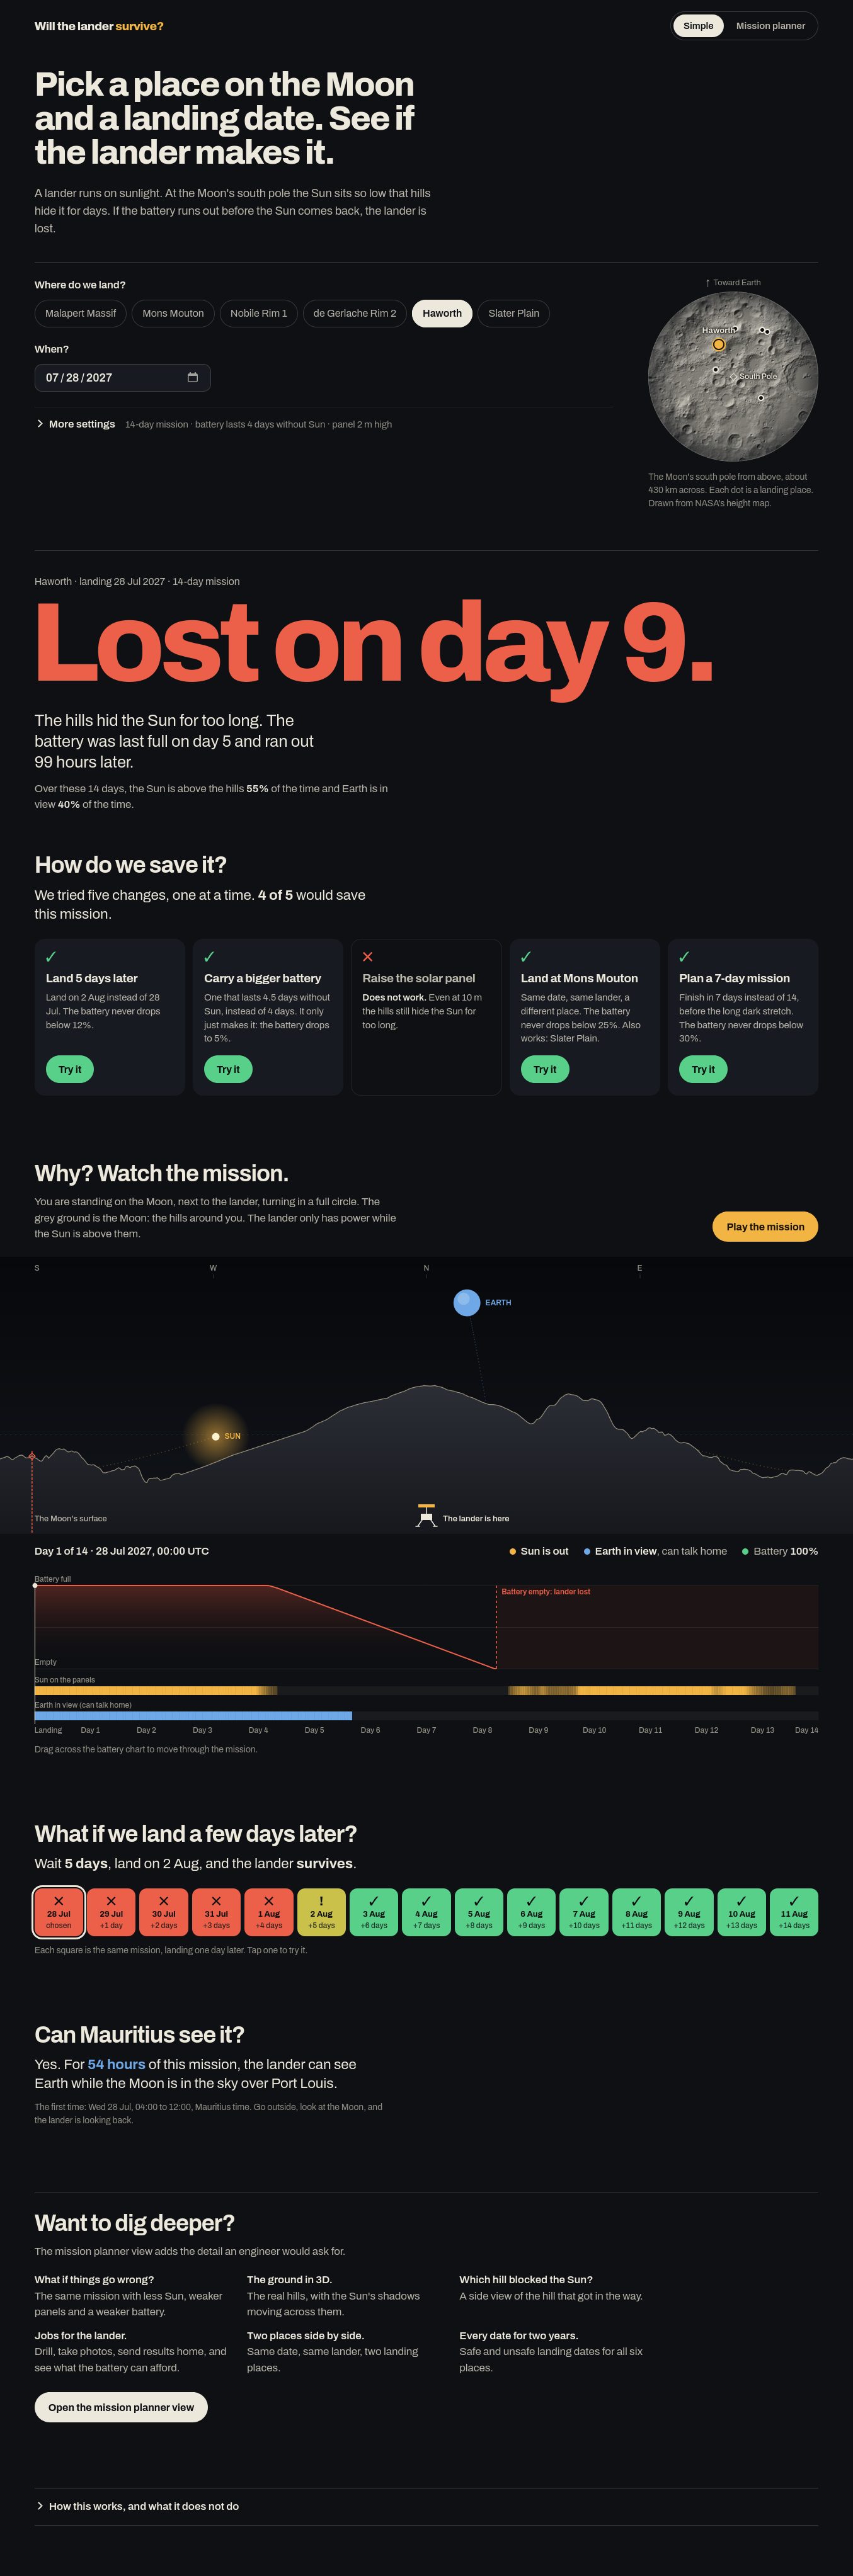 Will the lander survive?
Simple
Mission planner
Pick a place on the Moon
and a landing date. See if
the lander makes it.
A lander runs on sunlight. At the Moon's south pole the Sun sits so low that hills
hide it for days. If the battery runs out before the Sun comes back, the lander is
lost.
Where do we land?
Malapert Massif
Mons Mouton
Nobile Rim 1
de Gerlache Rim 2
Haworth
Slater Plain
When?
07 / 28 / 2027
More settings 14-day mission · battery lasts 4 days without Sun · panel 2 m high
↑ Toward Earth
Haworth
South Pole
The Moon's south pole from above, about
430 km across. Each dot is a landing place.
Drawn from NASA's height map.
Haworth · landing 28 Jul 2027 · 14-day mission
Lost on day 9.
The hills hid the Sun for too long. The
battery was last full on day 5 and ran out
99 hours later.
Over these 14 days, the Sun is above the hills 55% of the time and Earth is in
view 40% of the time.
How do we save it?
We tried five changes, one at a time. 4 of 5 would save
this mission.
✓
Land 5 days later
Land on 2 Aug instead of 28
Jul. The battery never drops
below 12%.
Try it
✓
Carry a bigger battery
One that lasts 4.5 days without
Sun, instead of 4 days. It only
just makes it: the battery drops
to 5%.
Try it
✕
Raise the solar panel
Does not work. Even at 10 m
the hills still hide the Sun for
too long.
✓
Land at Mons Mouton
Same date, same lander, a
different place. The battery
never drops below 25%. Also
works: Slater Plain.
Try it
✓
Plan a 7-day mission
Finish in 7 days instead of 14,
before the long dark stretch.
The battery never drops below
30%.
Try it
Why? Watch the mission.
You are standing on the Moon, next to the lander, turning in a full circle. The
grey ground is the Moon: the hills around you. The lander only has power while
the Sun is above them.
Play the mission
S
W
N
E
EARTH
SUN
The Moon's surface
The lander is here
Day 1 of 14 · 28 Jul 2027, 00:00 UTC
Sun is out
Earth in view, can talk home
Battery 100%
Battery full
Battery empty: lander lost
Empty
Sun on the panels
Earth in view (can talk home)
Landing Day 1 Day 2 Day 3 Day 4 Day 5 Day 6 Day 7 Day 8 Day 9 Day 10 Day 11 Day 12 Day 13 Day 14
Drag across the battery chart to move through the mission.
What if we land a few days later?
Wait 5 days, land on 2 Aug, and the lander survives.
✕
28 Jul
chosen
✕
29 Jul
+1 day
✕
30 Jul
+2 days
✕
31 Jul
+3 days
✕
1 Aug
+4 days
!
2 Aug
+5 days
✓
3 Aug
+6 days
✓
4 Aug
+7 days
✓
5 Aug
+8 days
✓
6 Aug
+9 days
✓
7 Aug
+10 days
✓
8 Aug
+11 days
✓
9 Aug
+12 days
✓
10 Aug
+13 days
✓
11 Aug
+14 days
Each square is the same mission, landing one day later. Tap one to try it.
Can Mauritius see it?
Yes. For 54 hours of this mission, the lander can see
Earth while the Moon is in the sky over Port Louis.
The first time: Wed 28 Jul, 04:00 to 12:00, Mauritius time. Go outside, look at the Moon, and
the lander is looking back.
Want to dig deeper?
The mission planner view adds the detail an engineer would ask for.
What if things go wrong?
The same mission with less Sun, weaker
panels and a weaker battery.
The ground in 3D.
The real hills, with the Sun's shadows
moving across them.
Which hill blocked the Sun?
A side view of the hill that got in the way.
Jobs for the lander.
Drill, take photos, send results home, and
see what the battery can afford.
Two places side by side.
Same date, same lander, two landing
places.
Every date for two years.
Safe and unsafe landing dates for all six
places.
Open the mission planner view
How this works, and what it does not do